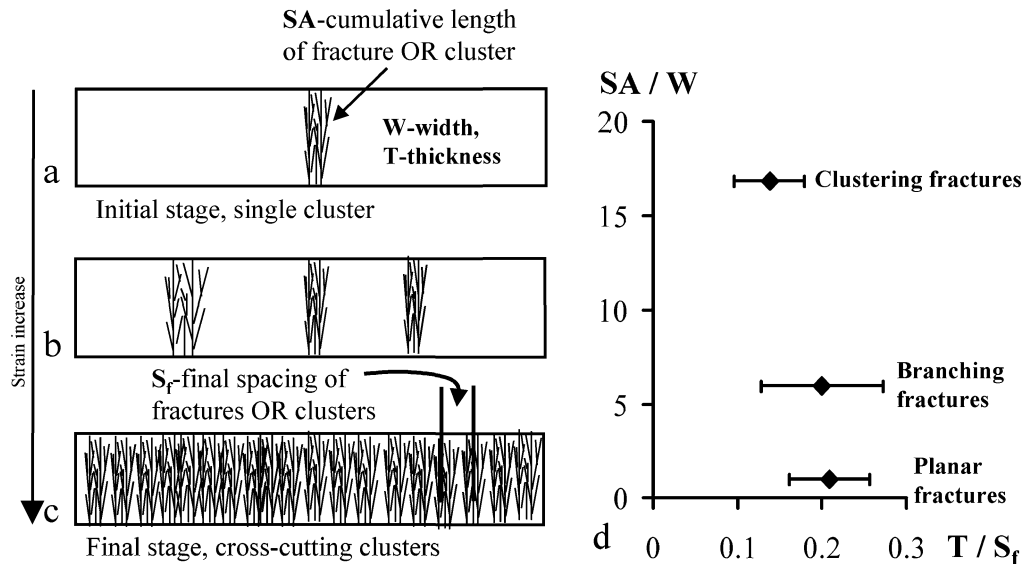 SA-cumulative length
of fracture OR cluster
W-width,
T-thickness
a
Initial stage, single cluster
b
Strain increase
Sf-final spacing of
fractures OR clusters
c
Final stage, cross-cutting clusters
SA / W
20
15
10
5
0
Clustering fractures
Branching
fractures
Planar
fractures
d
0 0.1 0.2 0.3 T / Sf